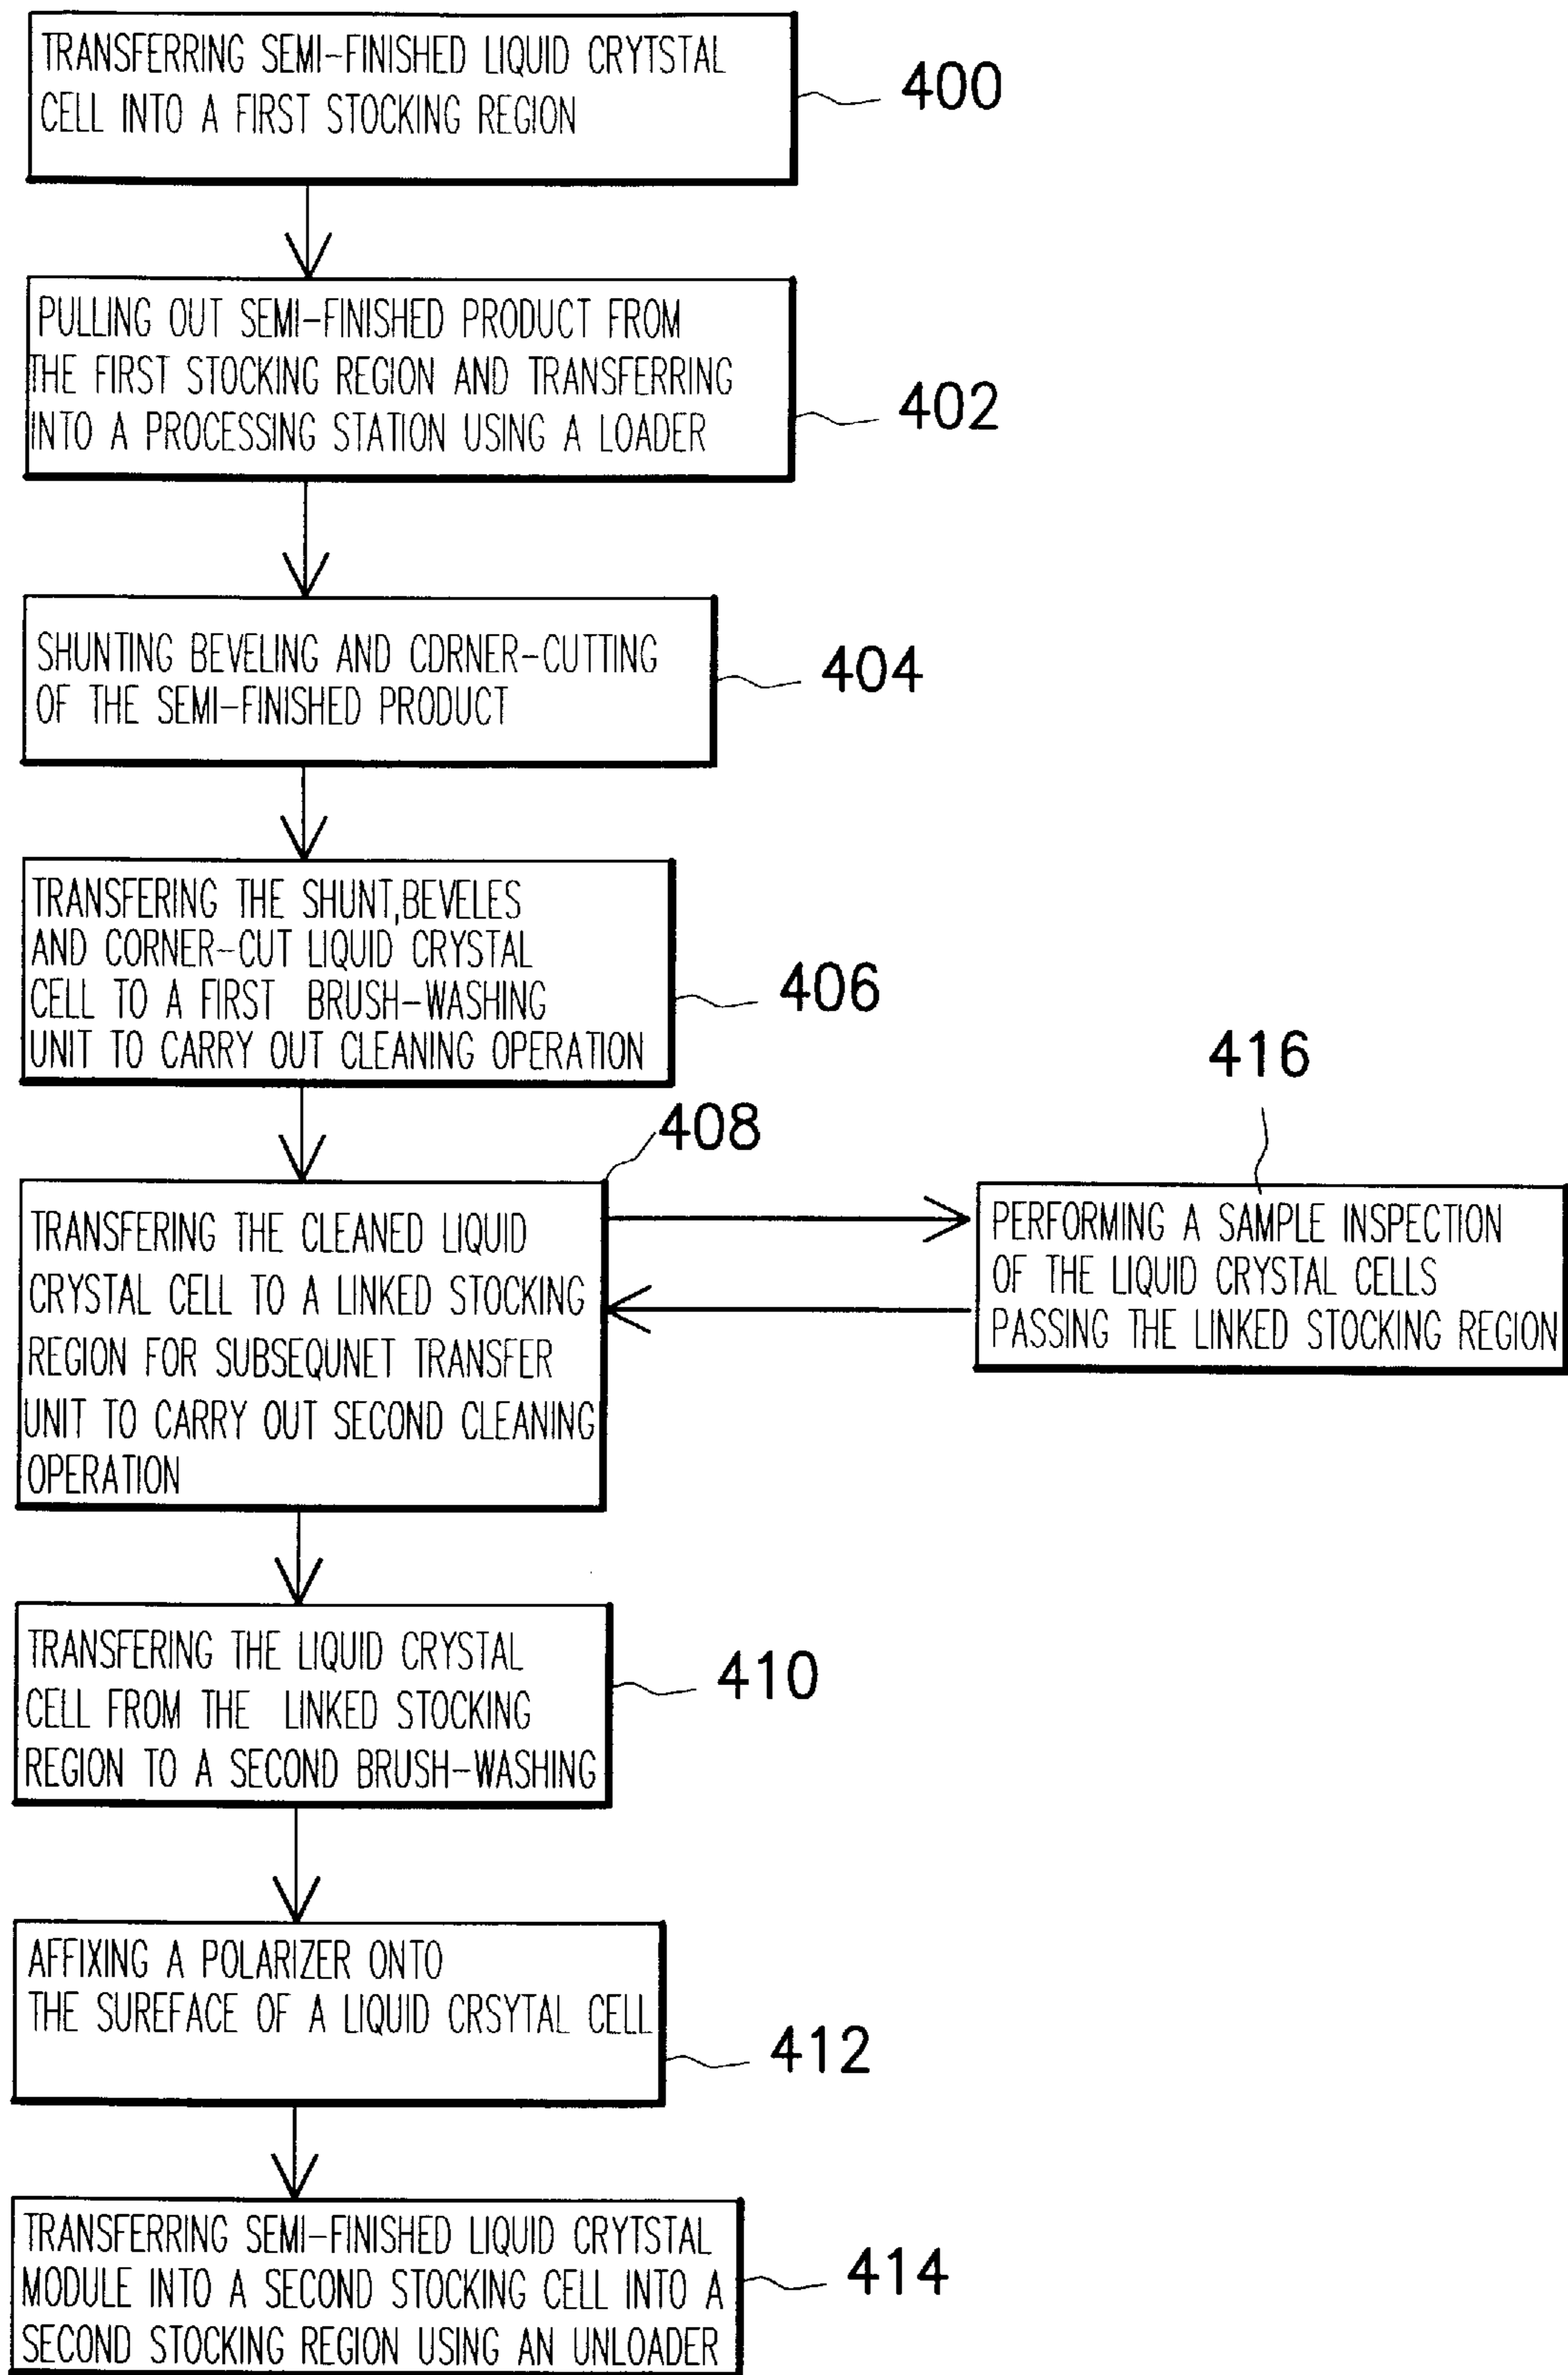 TRANSFERRING SEMI-FINISHED LIQUID CRYTSTAL
CELL INTO A FIRST STOCKING REGION
400
PULLING OUT SEMI-FINISHED PRODUCT FROM
THE FIRST STOCKING REGION AND TRANSFERRING
INTO A PROCESSING STATION USING A LOADER
402
SHUNTING BEVELING AND CORNER-CUTTING
OF THE SEMI-FINISHED PRODUCT
404
TRANSFERING THE SHUNT,BEVELES
AND CORNER-CUT LIQUID CRYSTAL
CELL TO A FIRST BRUSH-WASHING
UNIT TO CARRY OUT CLEANING OPERATION
406
408
TRANSFERING THE CLEANED LIQUID
CRYSTAL CELL TO A LINKED STOCKING
REGION FOR SUBSEQUNET TRANSFER
UNIT TO CARRY OUT SECOND CLEANING
OPERATION
416
PERFORMING A SAMPLE INSPECTION
OF THE LIQUID CRYSTAL CELLS
PASSING THE LINKED STOCKING REGION
TRANSFERING THE LIQUID CRYSTAL
CELL FROM THE LINKED STOCKING
REGION TO A SECOND BRUSH-WASHING
410
AFFIXING A POLARIZER ONTO
THE SUREFACE OF A LIQUID CRSYTAL CELL
412
TRANSFERRING SEMI-FINISHED LIQUID CRYTSTAL
MODULE INTO A SECOND STOCKING CELL INTO A
SECOND STOCKING REGION USING AN UNLOADER
414